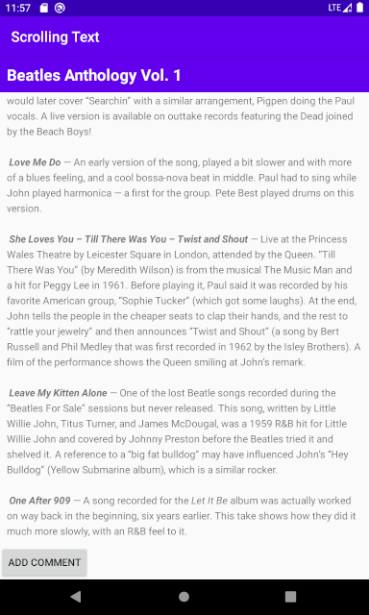 11:57 LTE
Scrolling Text
Beatles Anthology Vol. 1
would later cover “Searchin” with a similar arrangement, Pigpen doing the Paul
vocals. A live version is available on outtake records featuring the Dead joined
by the Beach Boys!
Love Me Do — An early version of the song, played a bit slower and with more
of a blues feeling, and a cool bossa-nova beat in middle. Paul had to sing while
John played harmonica — a first for the group. Pete Best played drums on this
version.
She Loves You – Till There Was You – Twist and Shout — Live at the Princess
Wales Theatre by Leicester Square in London, attended by the Queen. “Till
There Was You” (by Meredith Wilson) is from the musical The Music Man and
a hit for Peggy Lee in 1961. Before playing it, Paul said it was recorded by his
favorite American group, “Sophie Tucker” (which got some laughs). At the end,
John tells the people in the cheaper seats to clap their hands, and the rest to
“rattle your jewelry” and then announces “Twist and Shout” (a song by Bert
Russell and Phil Medley that was first recorded in 1962 by the Isley Brothers). A
film of the performance shows the Queen smiling at John’s remark.
Leave My Kitten Alone — One of the lost Beatle songs recorded during the
“Beatles For Sale” sessions but never released. This song, written by Little
Willie John, Titus Turner, and James McDougal, was a 1959 R&B hit for Little
Willie John and covered by Johnny Preston before the Beatles tried it and
shelved it. A reference to a “big fat bulldog” may have influenced John’s “Hey
Bulldog” (Yellow Submarine album), which is a similar rocker.
One After 909 — A song recorded for the Let It Be album was actually worked
on way back in the beginning, six years earlier. This take shows how they did it
much more slowly, with an R&B feel to it.
ADD COMMENT